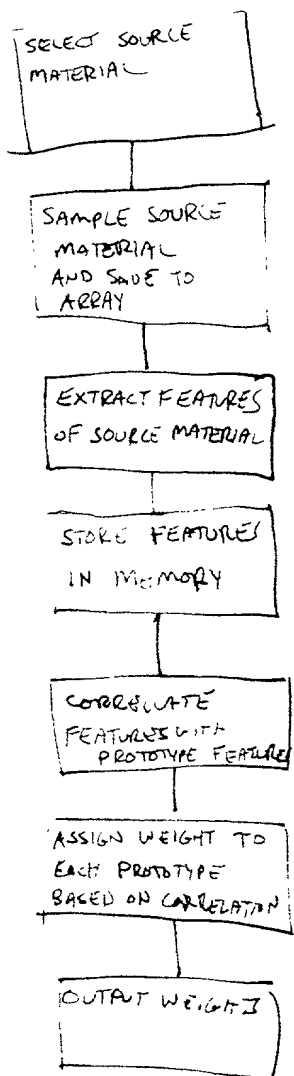 SELECT SOURCE
MATERIAL
SAMPLE SOURCE
MATERIAL
AND SAVE TO
ARRAY
EXTRACT FEATURES
OF SOURCE MATERIAL
STORE FEATURES
IN MEMORY
CORRELATE
FEATURES WITH
PROTOTYPE FEATURES
ASSIGN WEIGHT TO
EACH PROTOTYPE
BASED ON CORRELATION
OUTPUT WEIGHTS